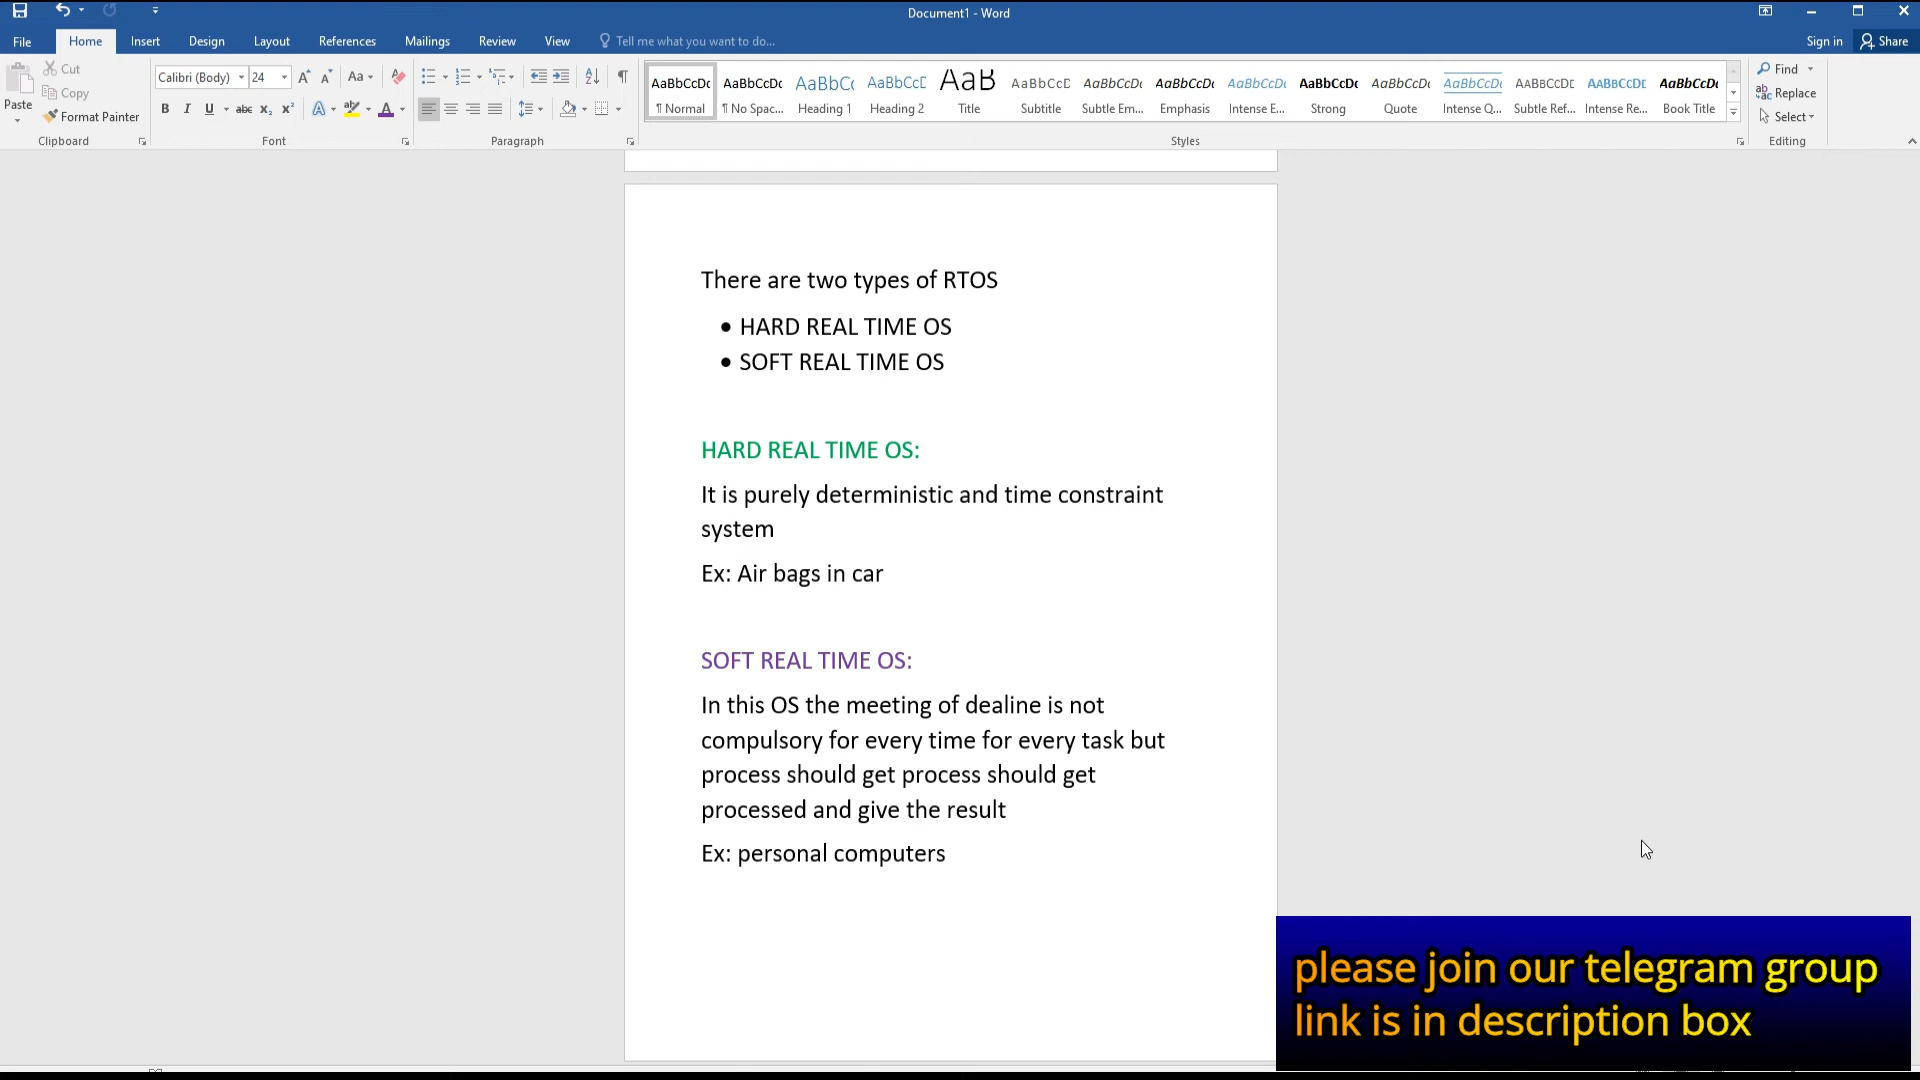 Document1 - Word
File Home Insert Design Layout References Mailings Review View Tell me what you want to do... Sign in Share
Cut
Copy
Format Painter
Paste
Calibri (Body) 24
AaBbCcDc AaBbCcDc AaBbCc AaBbCcD AaB AaBbCcD AaBbCcDc AaBbCcDc AaBbCcDc AaBbCcDc AaBbCcDc AaBbCcDc AABBCCDD AABBCCDD AaBbCcDc
¶ Normal ¶ No Spac... Heading 1 Heading 2 Title Subtitle Subtle Em... Emphasis Intense E... Strong Quote Intense Q... Subtle Ref... Intense Re... Book Title
Find
Replace
Select
Clipboard Font Paragraph Styles Editing
There are two types of RTOS
• HARD REAL TIME OS
• SOFT REAL TIME OS
HARD REAL TIME OS:
It is purely deterministic and time constraint
system
Ex: Air bags in car
SOFT REAL TIME OS:
In this OS the meeting of dealine is not
compulsory for every time for every task but
process should get process should get
processed and give the result
Ex: personal computers
please join our telegram group
link is in description box